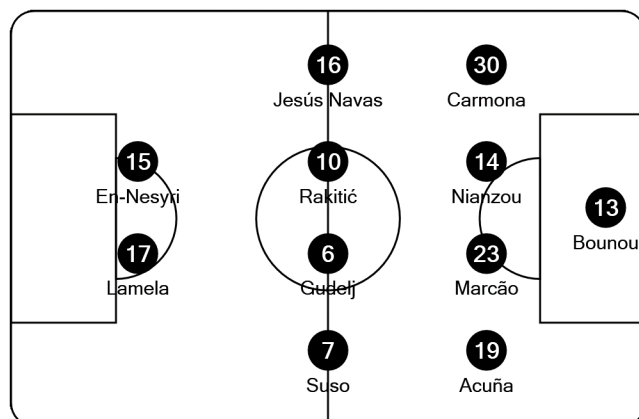 16
Jesús Navas
30
Carmona
15
En-Nesyri
10
Rakitić
14
Nianzou
13
Bounou
17
Lamela
6
Gudelj
23
Marcão
7
Suso
19
Acuña